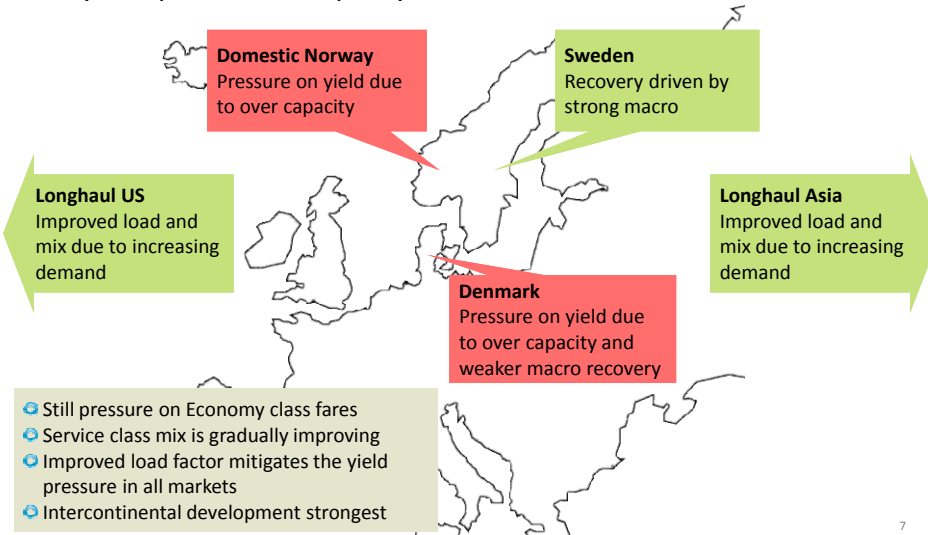 Domestic Norway
Pressure on yield due
to over capacity
Sweden
Recovery driven by
strong macro
Longhaul US
Improved load and
mix due to increasing
demand
Longhaul Asia
Improved load and
mix due to increasing
demand
Denmark
Pressure on yield due
to over capacity and
weaker macro recovery
Still pressure on Economy class fares
Service class mix is gradually improving
Improved load factor mitigates the yield
pressure in all markets
Intercontinental development strongest
7